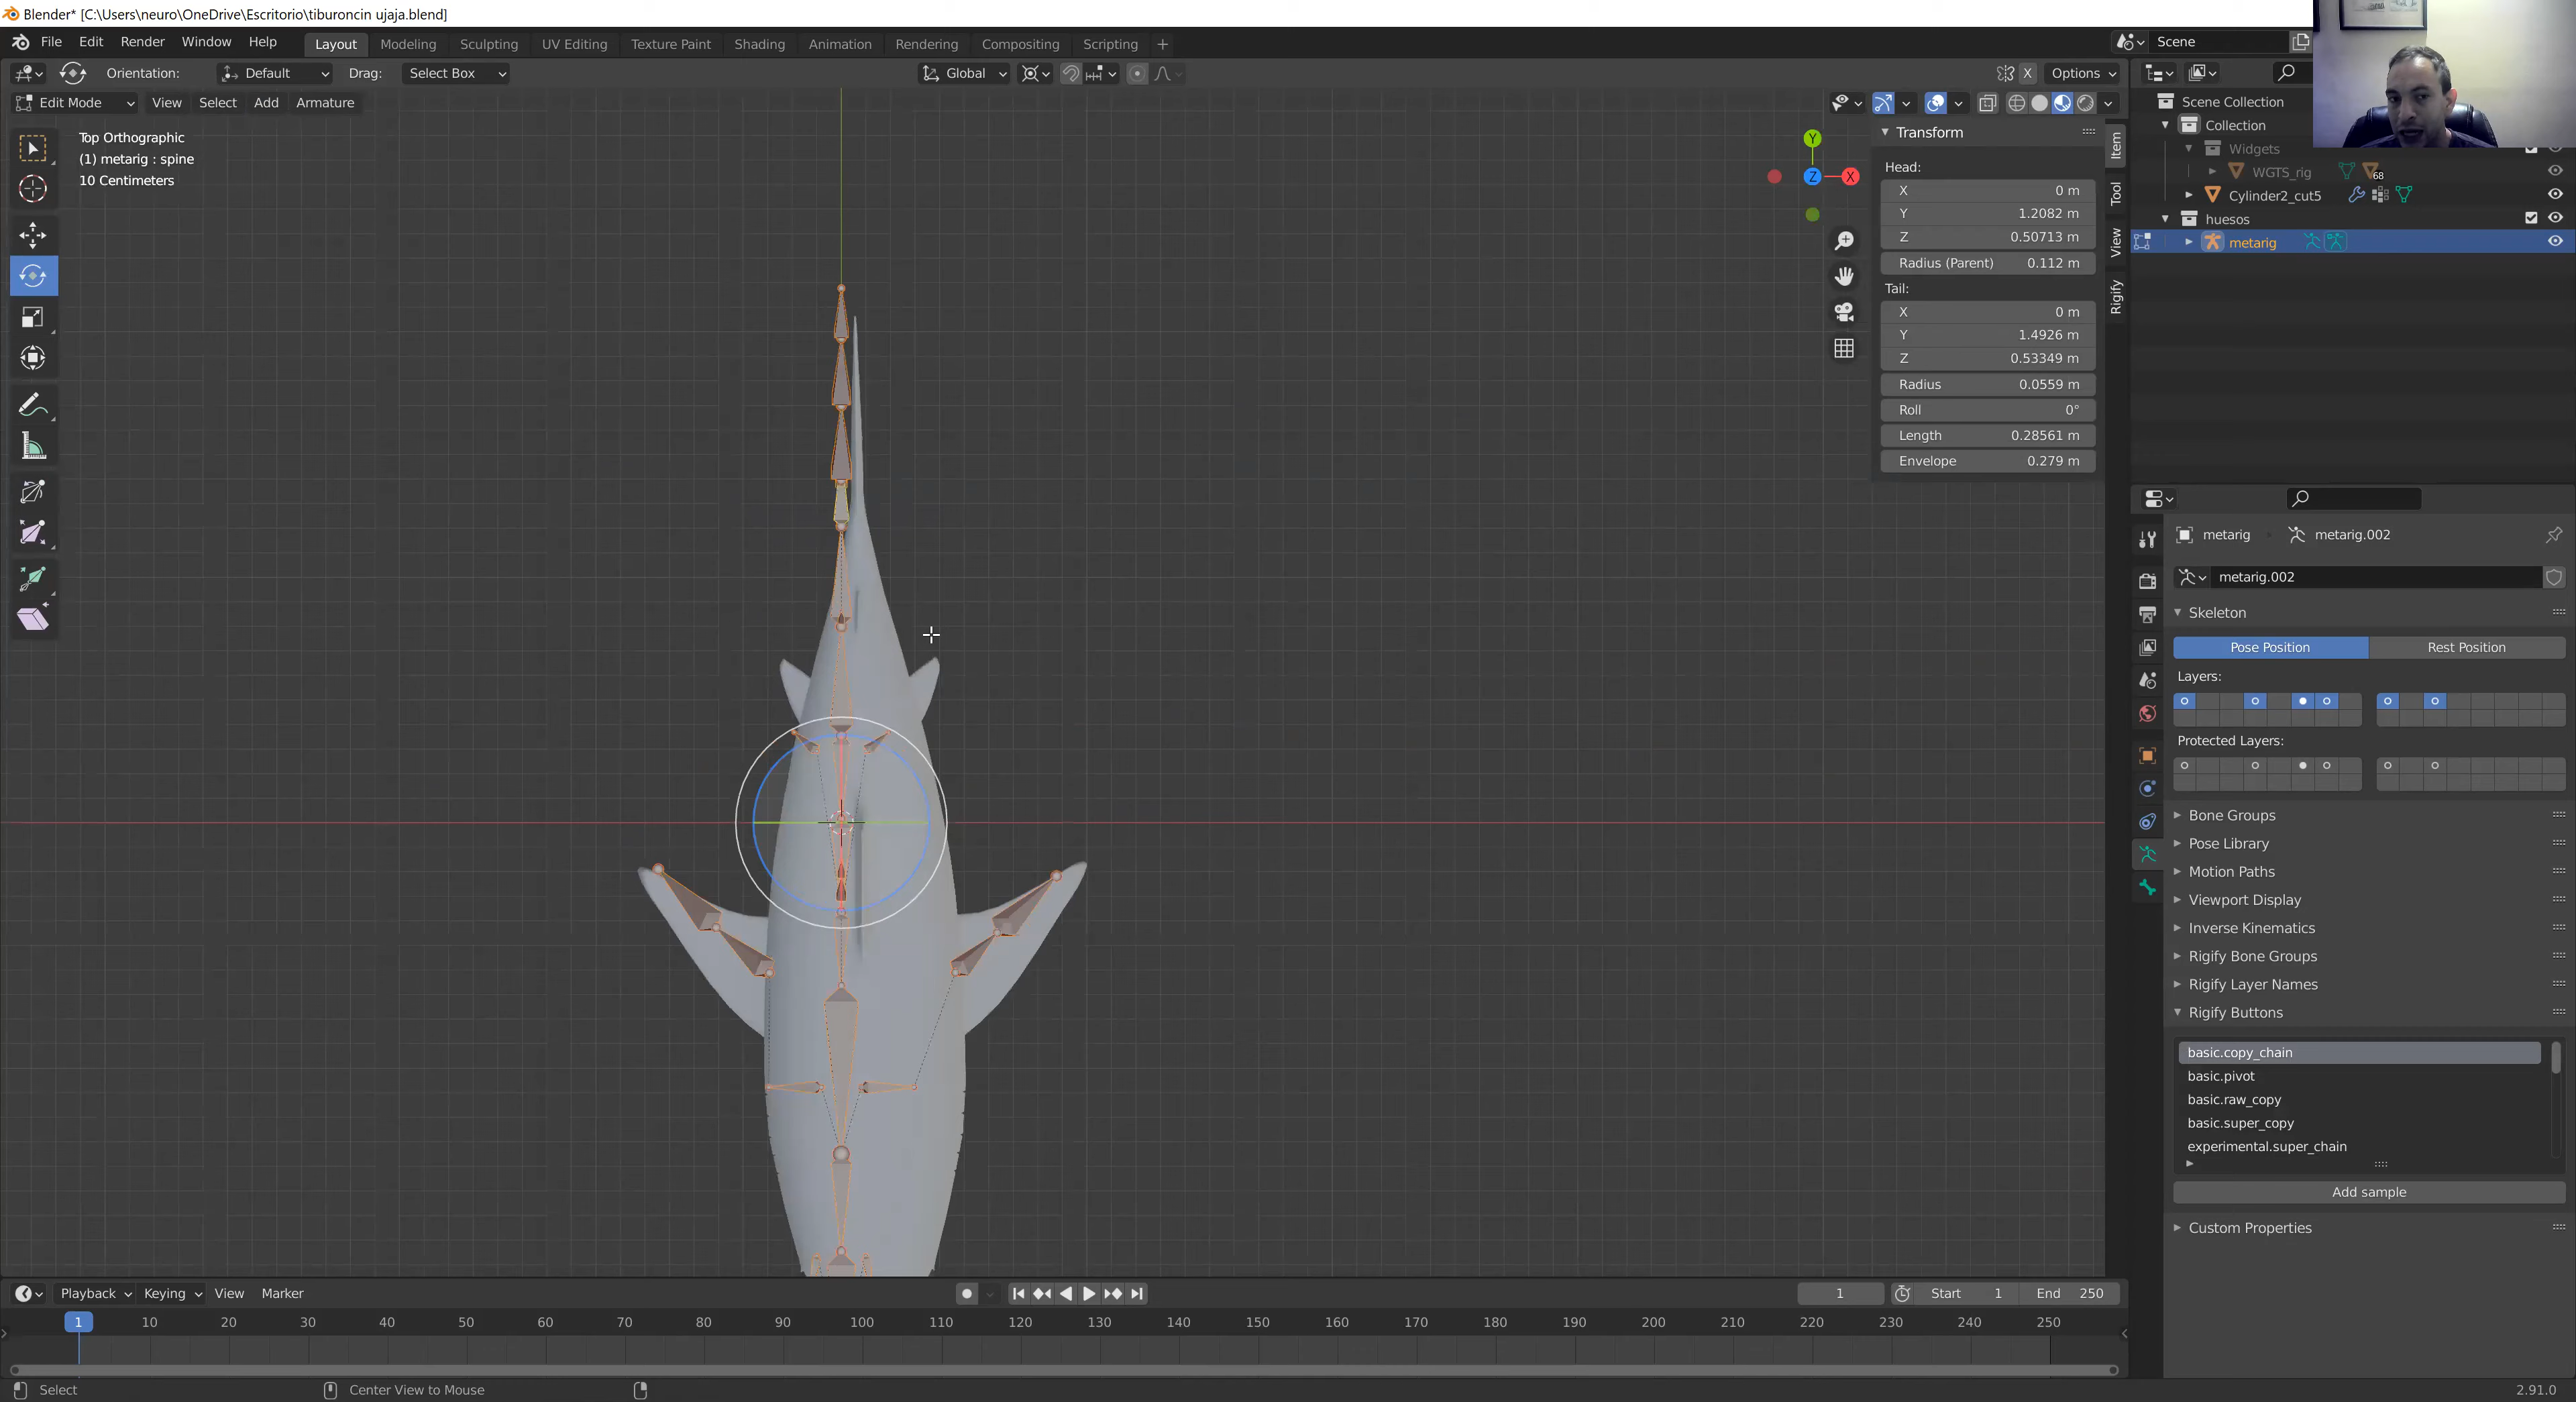 Blender* [C:\Users\neuro\OneDrive\Escritorio\tiburoncin ujaja.blend]
File Edit Render Window Help Layout Modeling Sculpting UV Editing Texture Paint Shading Animation Rendering Compositing Scripting + Scene
Orientation: Default Drag: Select Box Global X Options
Edit Mode View Select Add Armature
Top Orthographic
(1) metarig : spine
10 Centimeters
Y
Z
X
Transform
Head:
X 0 m
Y 1.2082 m
Z 0.50713 m
Radius (Parent) 0.112 m
Tail:
X 0 m
Y 1.4926 m
Z 0.53349 m
Radius 0.0559 m
Roll 0°
Length 0.28561 m
Envelope 0.279 m
Item
Tool
View
Rigify
Scene Collection
Collection
Widgets
WGTS_rig 68
Cylinder2_cut5
huesos
metarig
metarig metarig.002
metarig.002
Skeleton
Pose Position Rest Position
Layers:
Protected Layers:
Bone Groups
Pose Library
Motion Paths
Viewport Display
Inverse Kinematics
Rigify Bone Groups
Rigify Layer Names
Rigify Buttons
basic.copy_chain
basic.pivot
basic.raw_copy
basic.super_copy
experimental.super_chain
Add sample
Custom Properties
Playback Keying View Marker 1 Start 1 End 250
1 10 20 30 40 50 60 70 80 90 100 110 120 130 140 150 160 170 180 190 200 210 220 230 240 250
Select Center View to Mouse 2.91.0